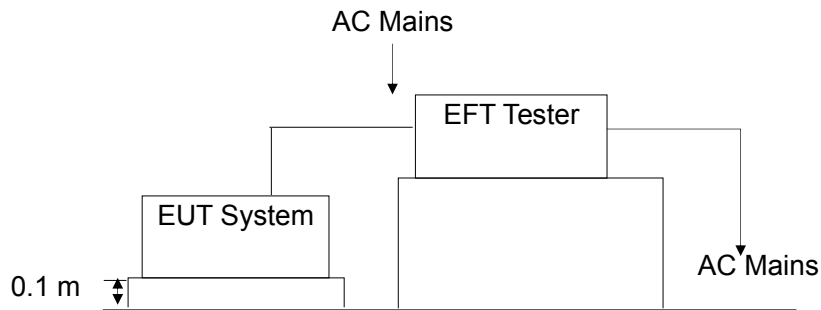 AC Mains
EFT Tester
EUT System
AC Mains
0.1 m